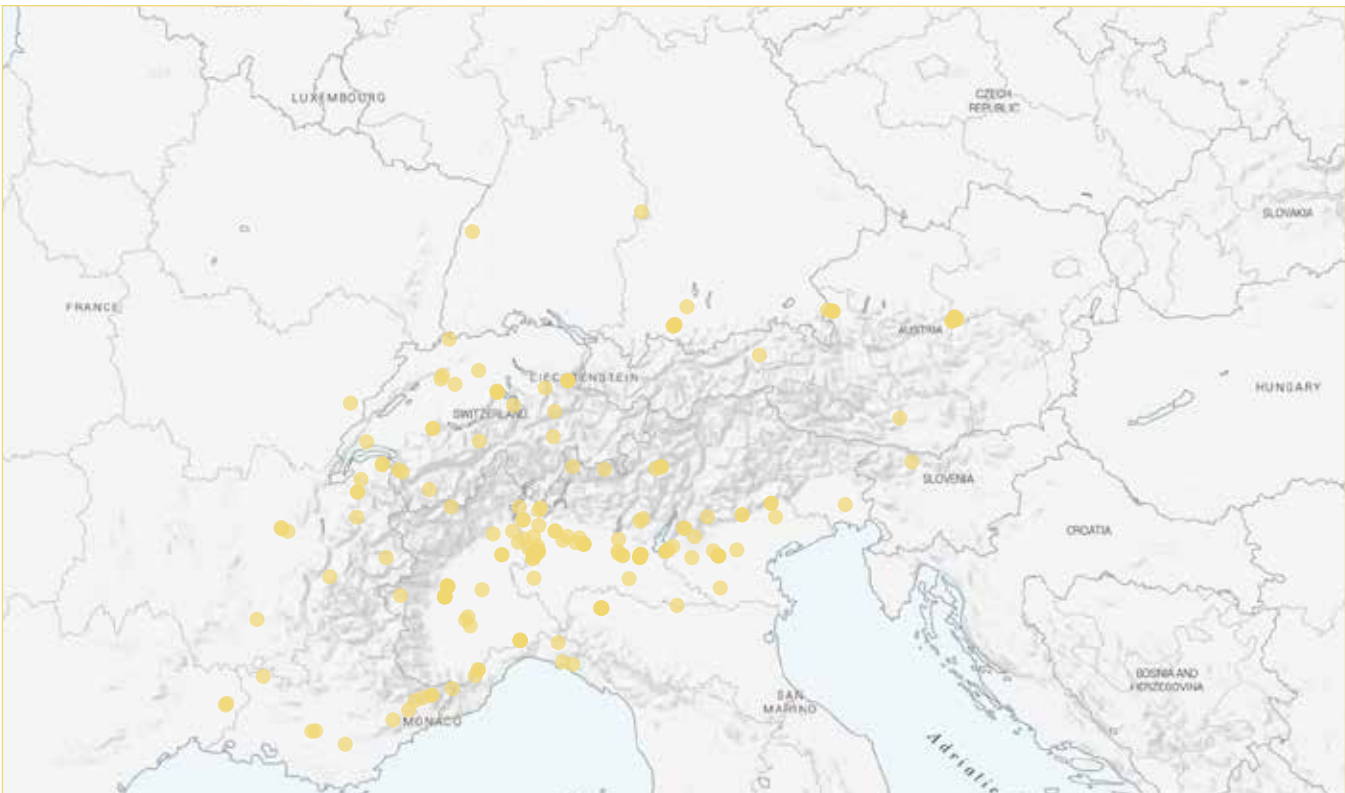 LUXEMBOURG
CZECH
REPUBLIC
SLOVAKIA
FRANCE
AUSTRIA
LIECHTENSTEIN
HUNGARY
SWITZERLAND
SLOVENIA
CROATIA
BOSNIA AND
HERZEGOVINA
SAN
MARINO
MONACO
Adriatic